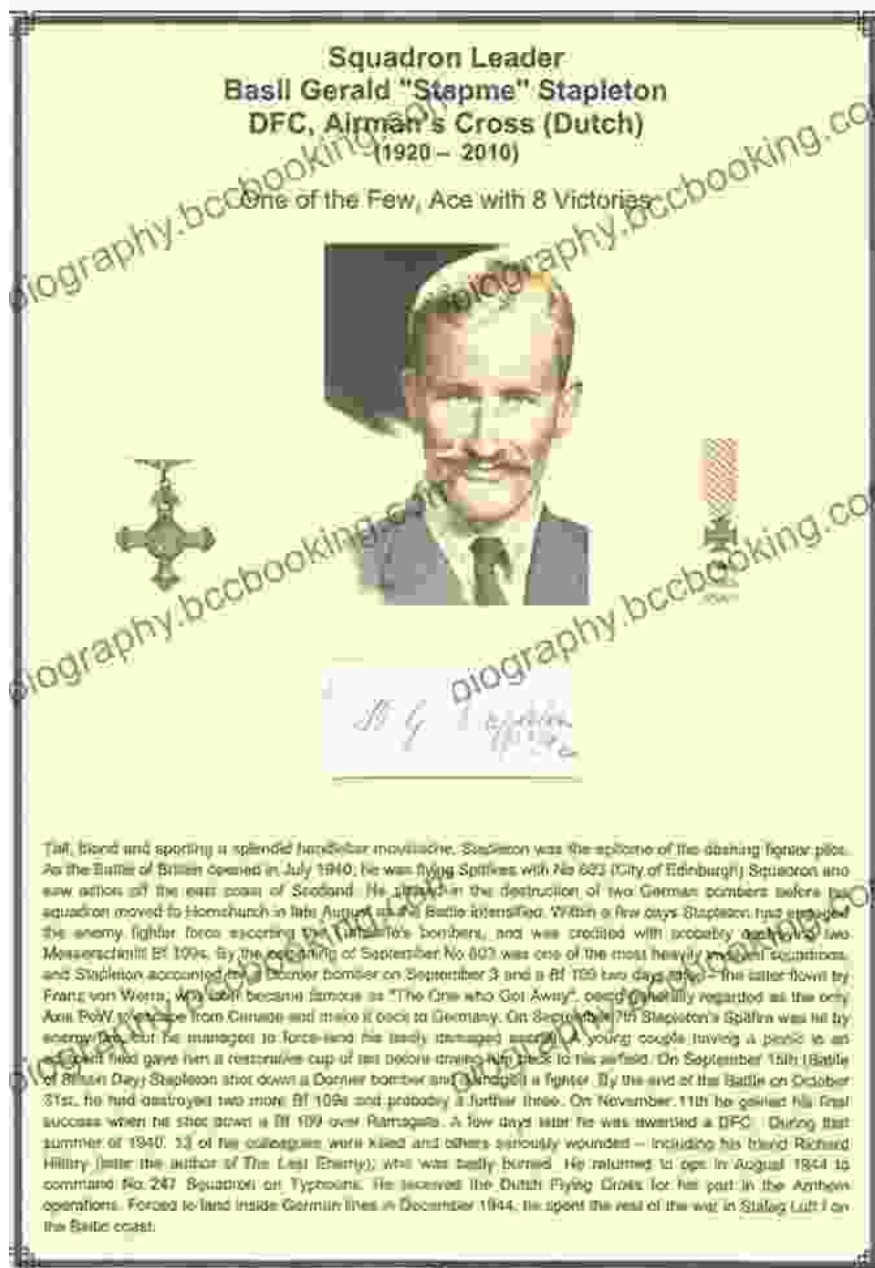 Squadron Leader
Basil Gerald "Stapme" Stapleton
DFC, Airman's Cross (Dutch)
(1920 – 2010)
One of the Few, Ace with 8 Victories
biography.bccbooking.com
biography.bccbooking.com
biography.bccbooking.com
biography.bccbooking.com
B G Stapleton
Tall, blond and sporting a splendid handlebar moustache, Stapleton was the epitome of the dashing fighter pilot.
As the Battle of Britain opened in July 1940, he was flying Spitfires with No 603 (City of Edinburgh) Squadron and
saw action off the east coast of Scotland. He shared in the destruction of two German bombers before his
squadron moved to Hornchurch in late August as the Battle intensified. Within a few days Stapleton had engaged
the enemy fighter force escorting the Luftwaffe's bombers, and was credited with probably destroying two
Messerschmitt Bf 109s. By the beginning of September No 603 was one of the most heavily involved squadrons,
and Stapleton accounted for a Dornier bomber on September 3 and a Bf 109 two days later - the latter flown by
Franz von Werra, who later became famous as "The One who Got Away", being generally regarded as the only
Axis PoW to escape from Canada and make it back to Germany. On September 7th Stapleton's Spitfire was hit by
enemy fire, but he managed to force-land his badly damaged aircraft. A young couple having a picnic in an
adjacent field gave him a restorative cup of tea before driving him back to his airfield. On September 15th (Battle
of Britain Day) Stapleton shot down a Dornier bomber and damaged a fighter. By the end of the Battle on October
31st, he had destroyed two more Bf 109s and probably a further three. On November 11th he gained his final
success when he shot down a Bf 109 over Ramsgate. A few days later he was awarded a DFC. During that
summer of 1940, 13 of his colleagues were killed and others seriously wounded – including his friend Richard
Hillary (later the author of The Last Enemy), who was badly burned. He returned to ops in August 1944 to
command No 247 Squadron on Typhoons. He received the Dutch Flying Cross for his part in the Arnhem
operations. Forced to land inside German lines in December 1944, he spent the rest of the war in Stalag Luft I on
the Baltic coast.